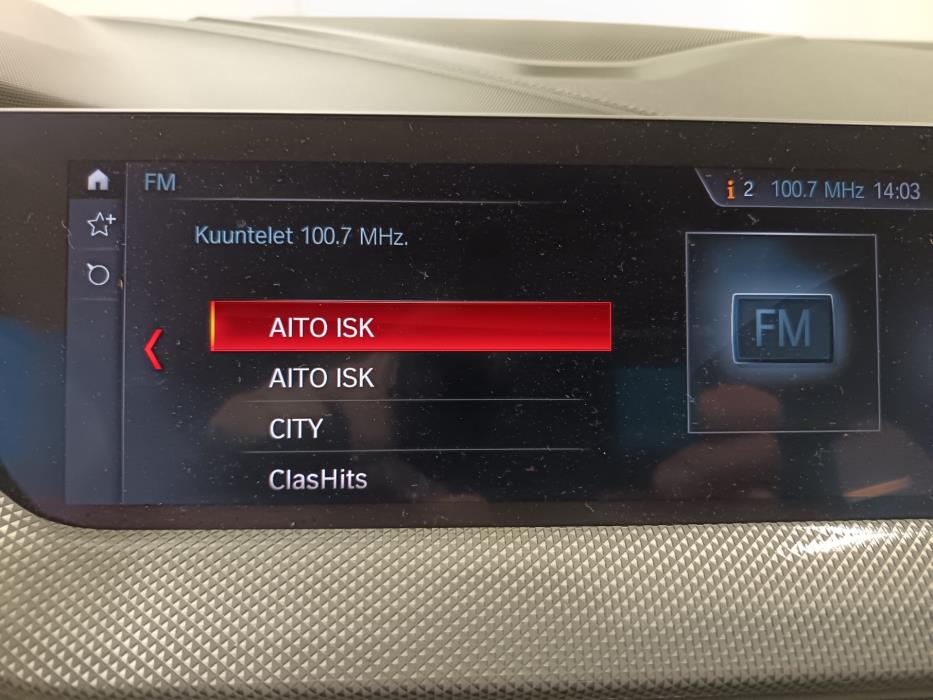 FM
i 2 100.7 MHz 14:03
Kuuntelet 100.7 MHz.
FM
AITO ISK
AITO ISK
CITY
ClasHits